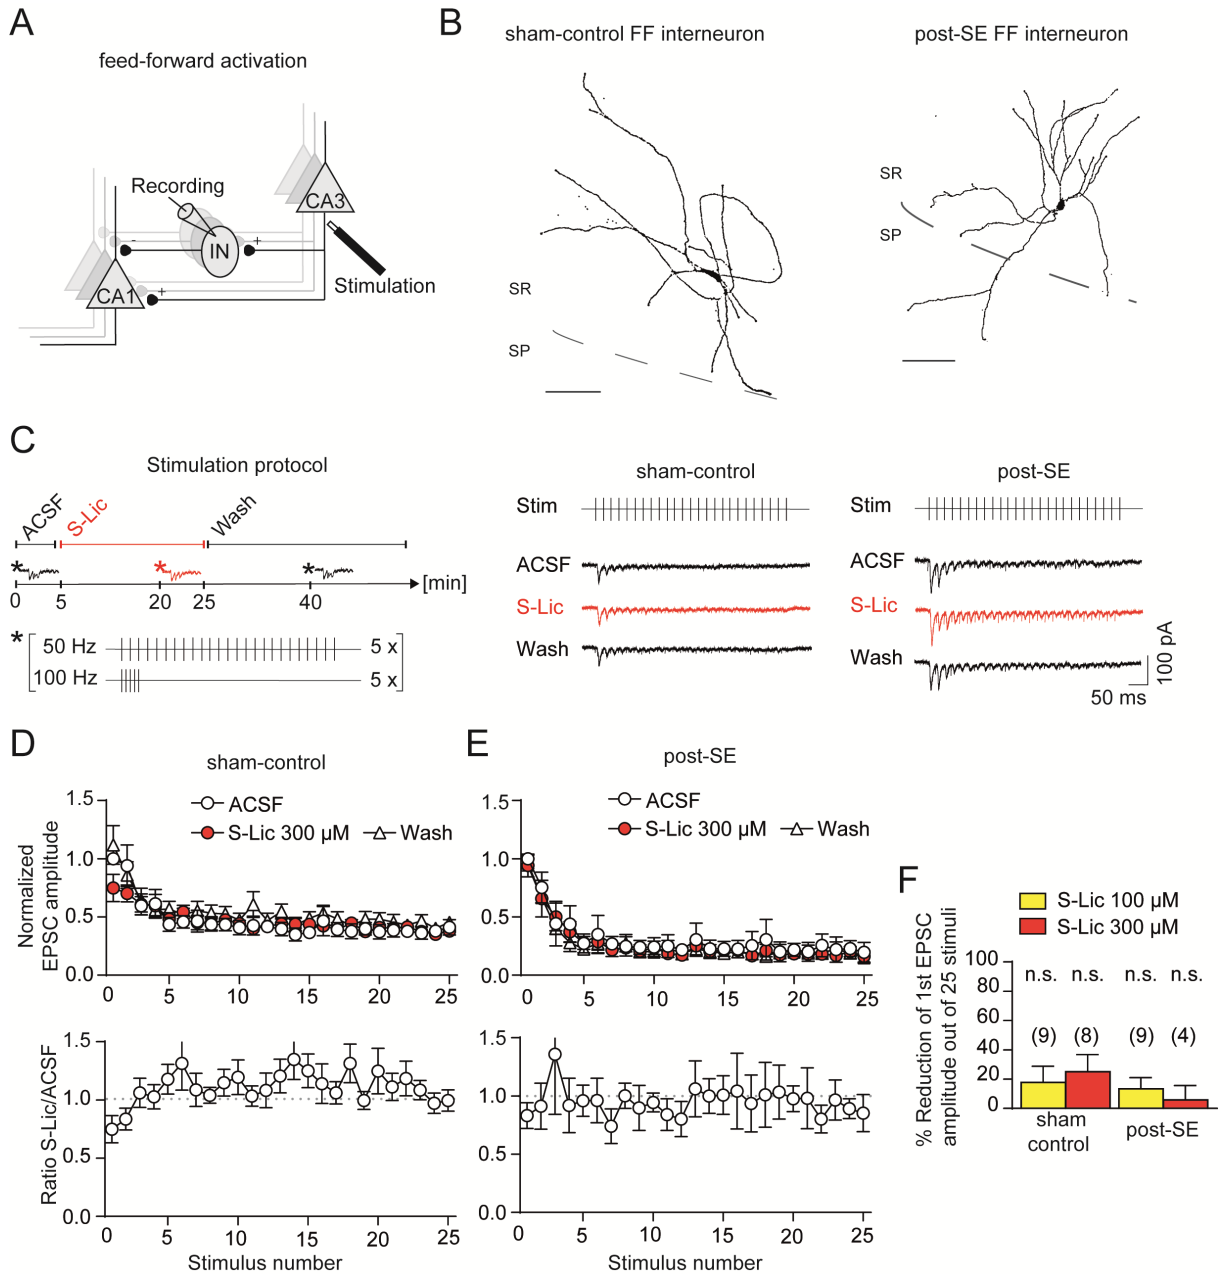 A
feed-forward activation
Recording
CA3
-
+
IN
Stimulation
CA1
+
B
sham-control FF interneuron
post-SE FF interneuron
SR
SP
SR
SP
C
Stimulation protocol
ACSF
S-Lic
Wash
*
*
*
[min]
0
5
20
25
40
*
50 Hz
5 x
100 Hz
5 x
sham-control
post-SE
Stim
ACSF
S-Lic
Wash
Stim
ACSF
S-Lic
Wash
100 pA
50 ms
D
sham-control
ACSF
S-Lic 300 µM
Wash
Normalized
EPSC amplitude
1.5
1.0
0.5
0.0
0
5
10
15
20
25
Ratio S-Lic/ACSF
1.5
1.0
0.5
0.0
0
5
10
15
20
25
Stimulus number
E
post-SE
ACSF
S-Lic 300 µM
Wash
1.5
1.0
0.5
0.0
0
5
10
15
20
25
1.5
1.0
0.5
0.0
0
5
10
15
20
25
Stimulus number
F
S-Lic 100 µM
S-Lic 300 µM
% Reduction of 1st EPSC
amplitude out of 25 stimuli
100
80
60
40
20
0
n.s.
n.s.
n.s.
n.s.
(9)
(8)
(9)
(4)
sham
control
post-SE